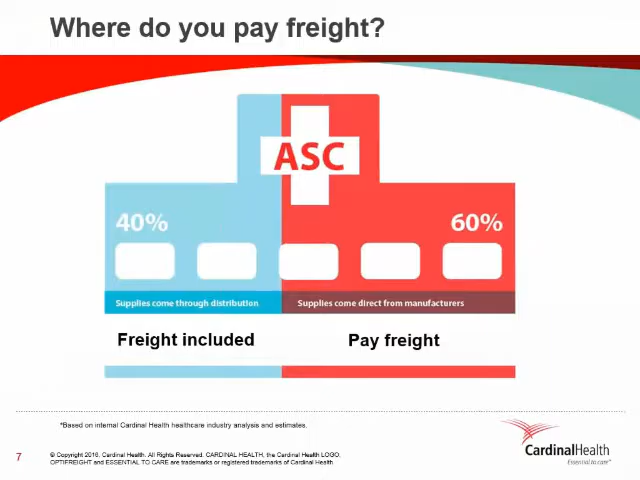 Where do you pay freight?
ASC
40%
60%
Supplies come through distribution
Supplies come direct from manufacturers
Freight included
Pay freight
*Based on internal Cardinal Health healthcare industry analysis and estimates.
7
© Copyright 2016, Cardinal Health. All Rights Reserved. CARDINAL HEALTH, the Cardinal Health LOGO,
OPTIFREIGHT and ESSENTIAL TO CARE are trademarks or registered trademarks of Cardinal Health
CardinalHealth
Essential to care™